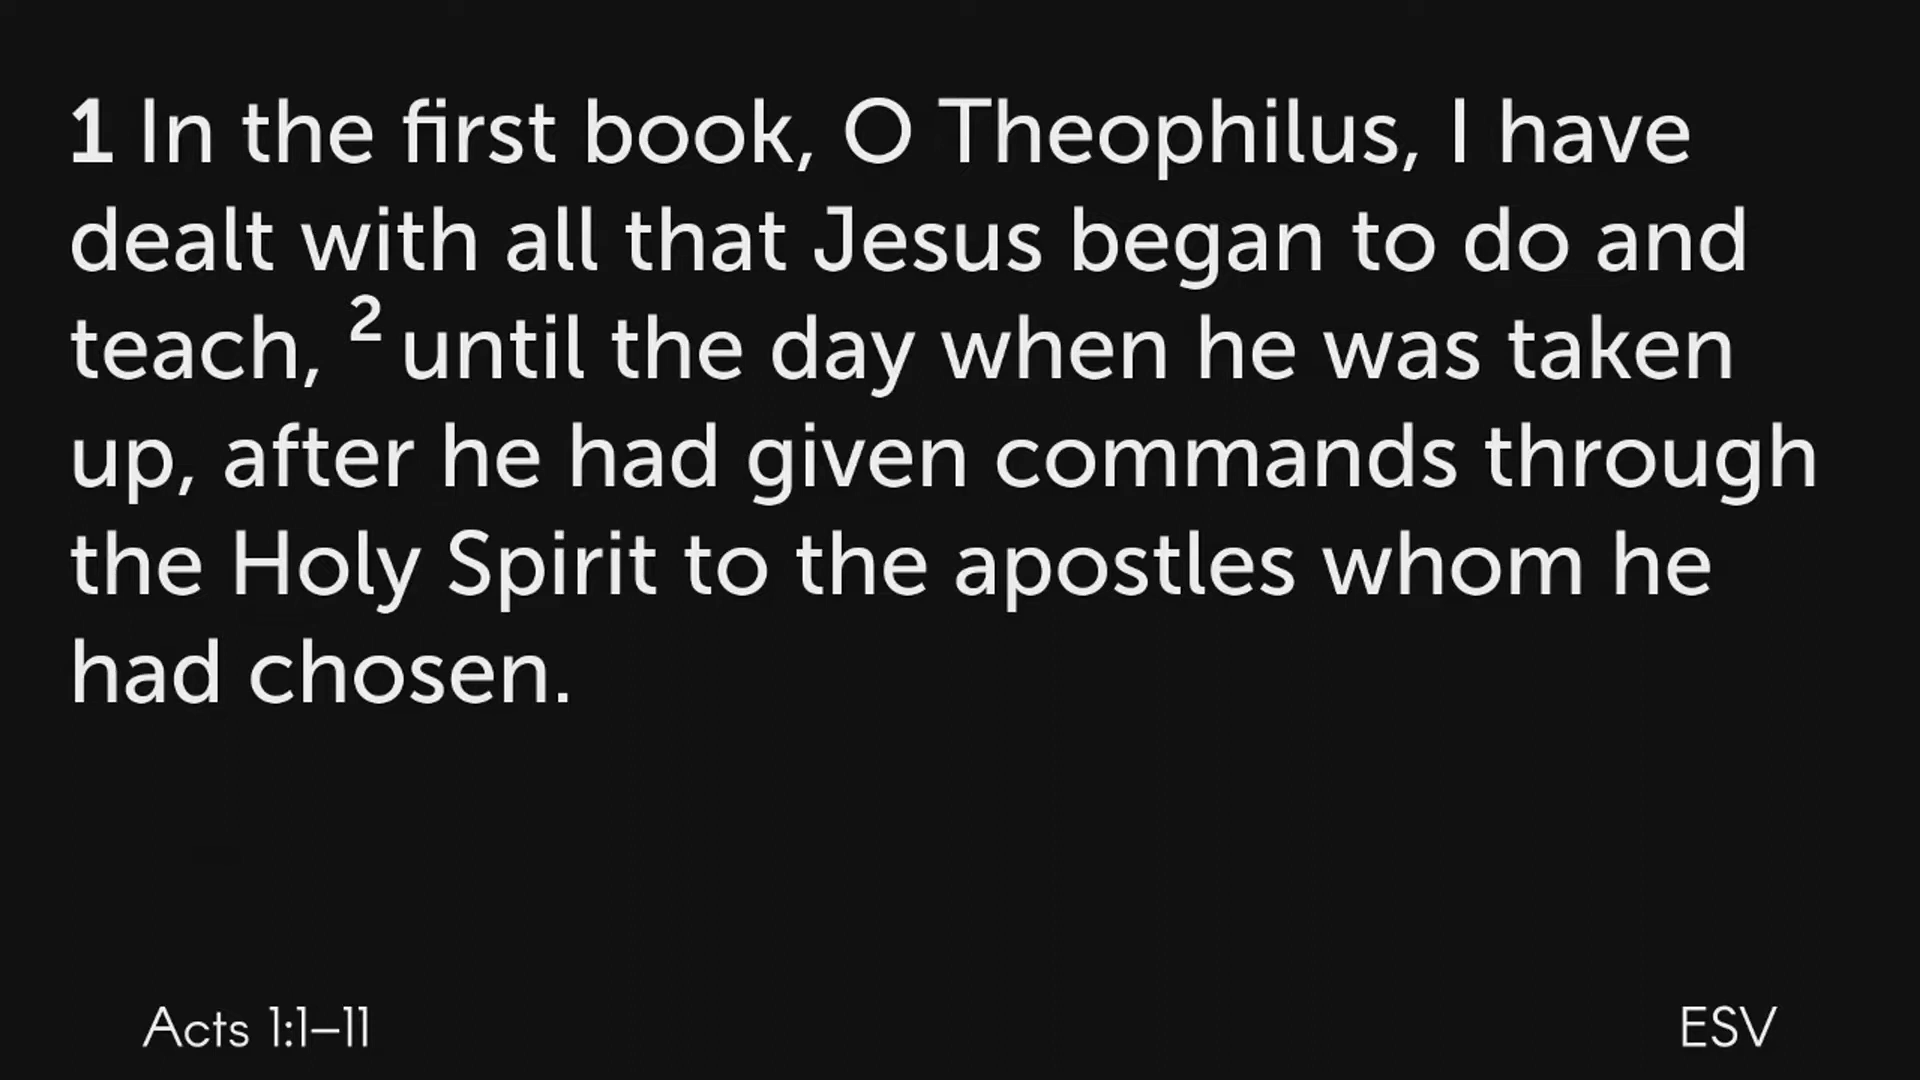 1 In the first book, O Theophilus, I have
dealt with all that Jesus began to do and
teach, 2 until the day when he was taken
up, after he had given commands through
the Holy Spirit to the apostles whom he
had chosen.
Acts 1:1–11
ESV